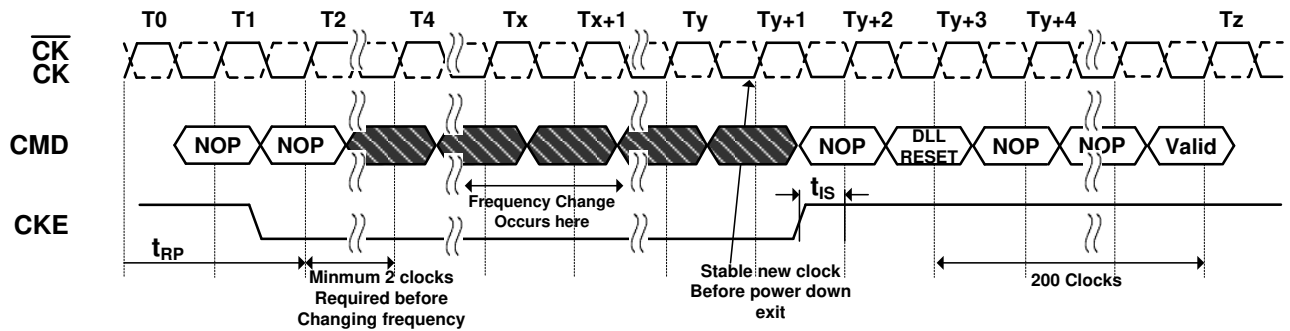 T0 T1 T2 T4 Tx Tx+1 Ty Ty+1 Ty+2 Ty+3 Ty+4 Tz
CK
CK
CMD
NOP NOP NOP DLL RESET NOP NOP Valid
tIS
Frequency Change
Occurs here
CKE
tRP
Minmum 2 clocks
Required before
Changing frequency
Stable new clock
Before power down
exit
200 Clocks